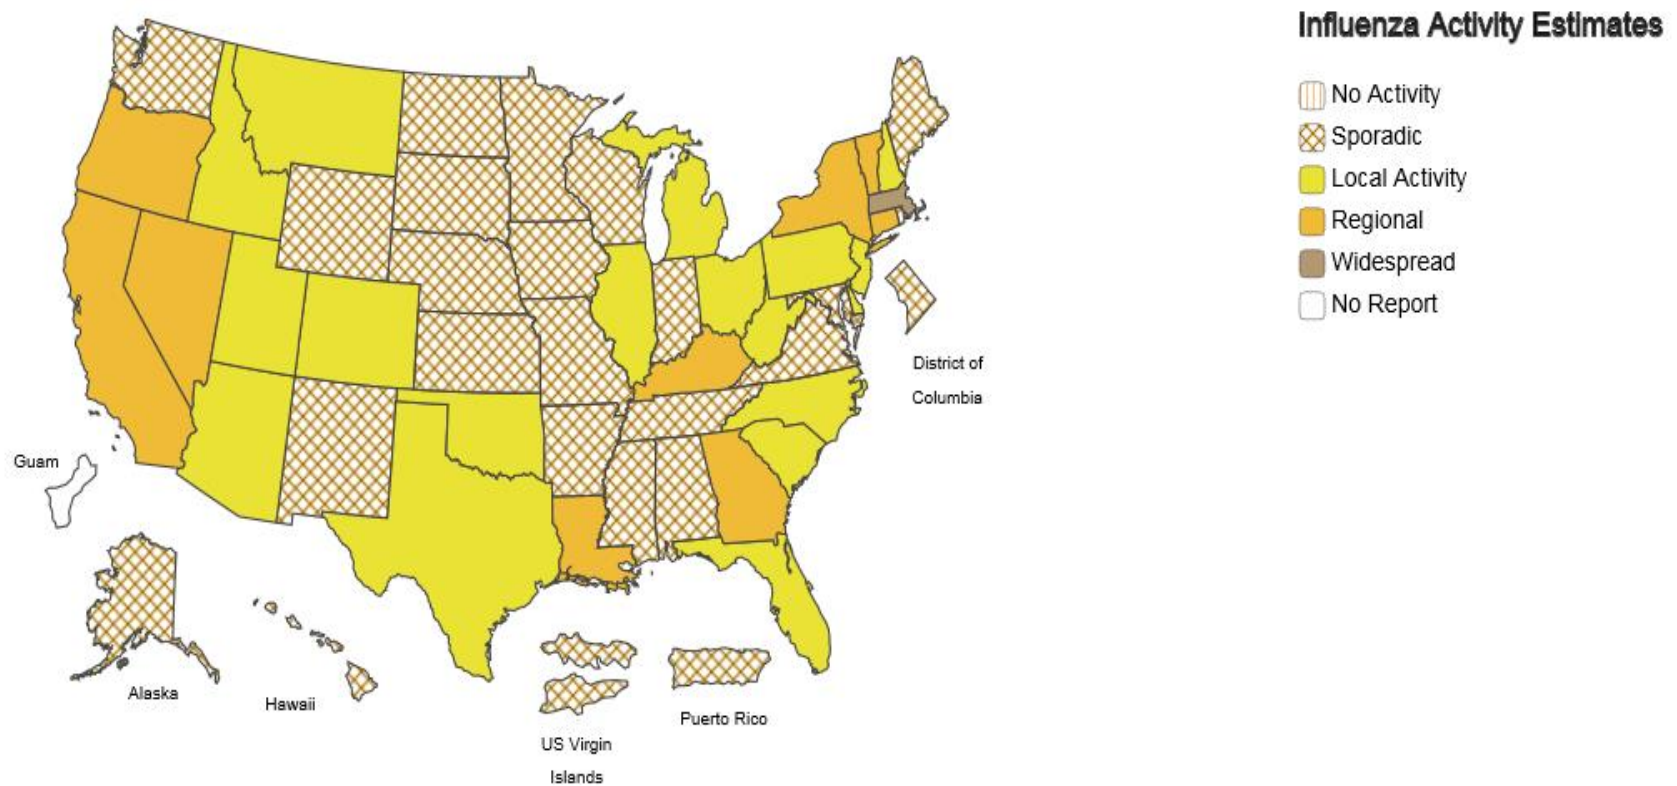 Influenza Activity Estimates
No Activity
Sporadic
Local Activity
Regional
Widespread
No Report
District of
Columbia
Guam
Alaska
Hawaii
US Virgin
Islands
Puerto Rico